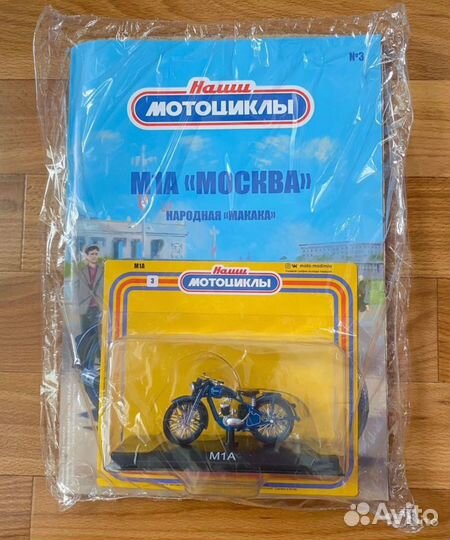 №3
Наши
МОТОЦИКЛЫ
М1А «МОСКВА»
НАРОДНАЯ «МАКАКА»
М1А
Наши
3
МОТОЦИКЛЫ
М1А
Avito